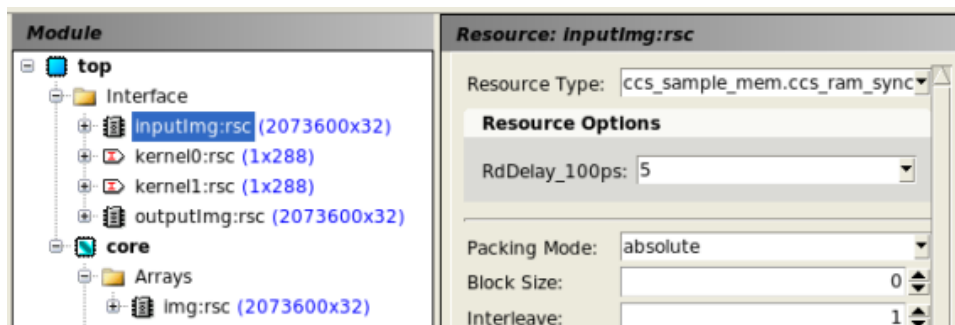 Module
top
Interface
inputImg:rsc (2073600x32)
kernel0:rsc (1x288)
kernel1:rsc (1x288)
outputImg:rsc (2073600x32)
core
Arrays
img:rsc (2073600x32)
Resource: inputImg:rsc
Resource Type: ccs_sample_mem.ccs_ram_sync
Resource Options
RdDelay_100ps: 5
Packing Mode: absolute
Block Size: 0
Interleave: 1